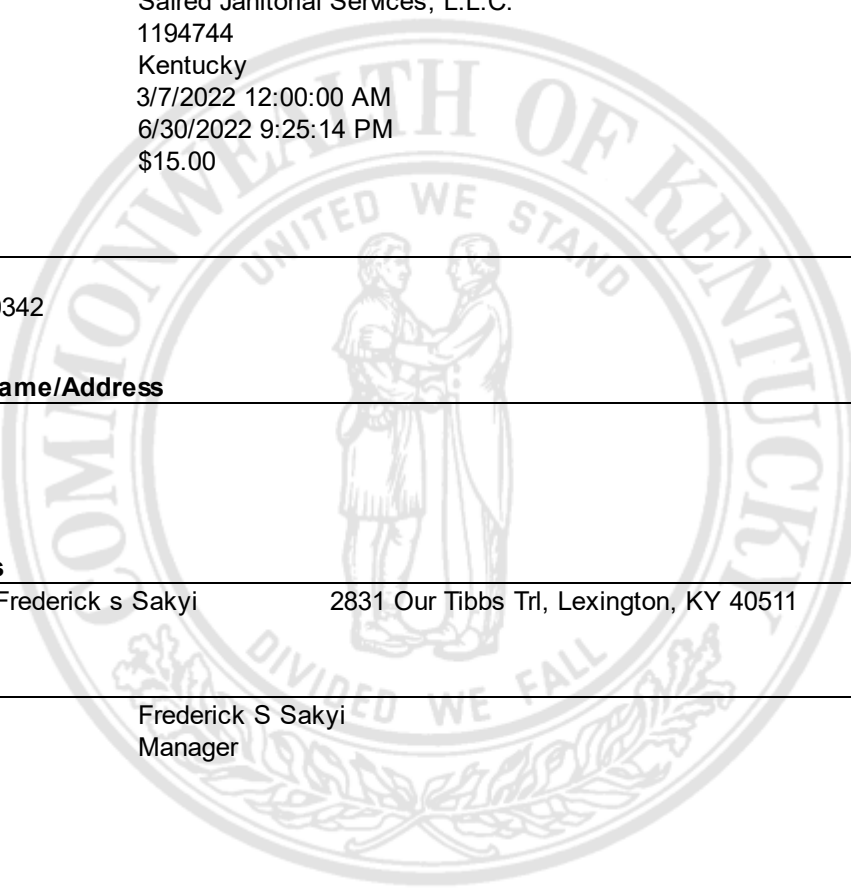 Janitorial Services, L.L.C.
1194744
Kentucky
3/7/2022 12:00:00 AM
6/30/2022 9:25:14 PM
$15.00
COMMONWEALTH OF KENTUCKY
UNITED WE STAND
0342
ame/Address
s
Frederick s Sakyi 2831 Our Tibbs Trl, Lexington, KY 40511
DIVIDED WE FALL
Frederick S Sakyi
Manager